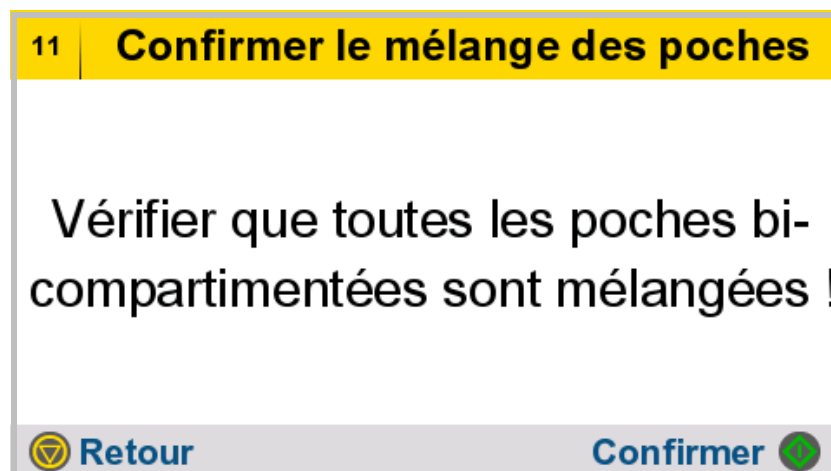 11 Confirmer le mélange des poches
Vérifier que toutes les poches bi-
compartimentées sont mélangées !
Retour Confirmer